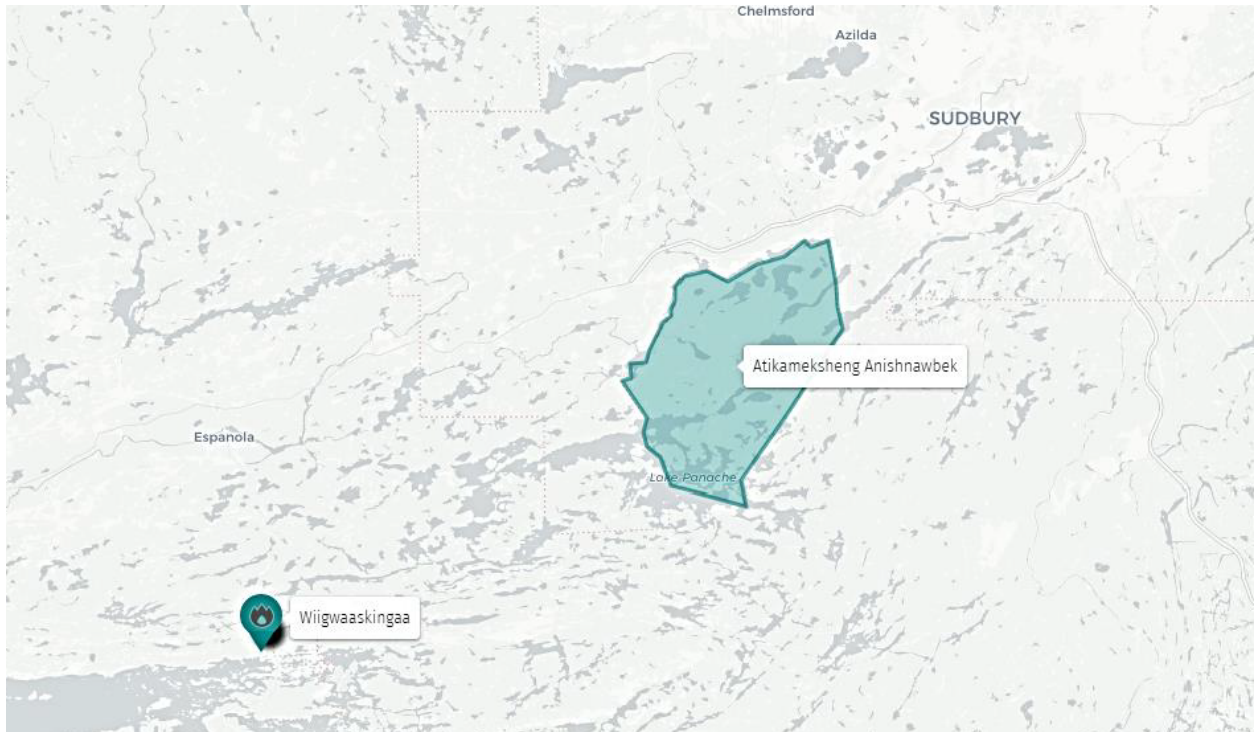 Chelmsford
Azilda
SUDBURY
Atikameksheng Anishnawbek
Espanola
Lake Panache
Wiigwaaskingaa